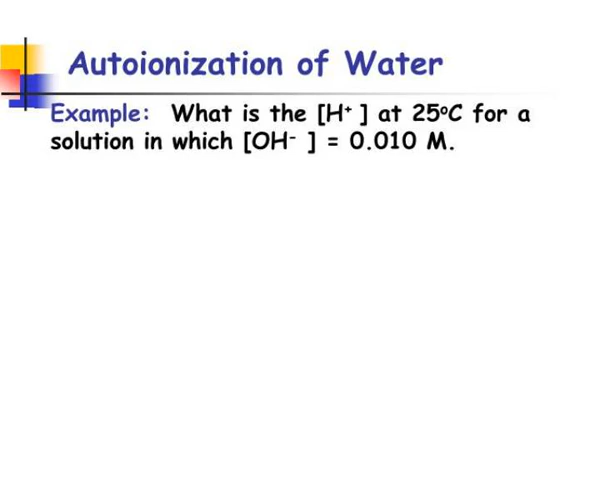 Autoionization of Water
Example: What is the [H⁺ ] at 25ºC for a
solution in which [OH⁻ ] = 0.010 M.